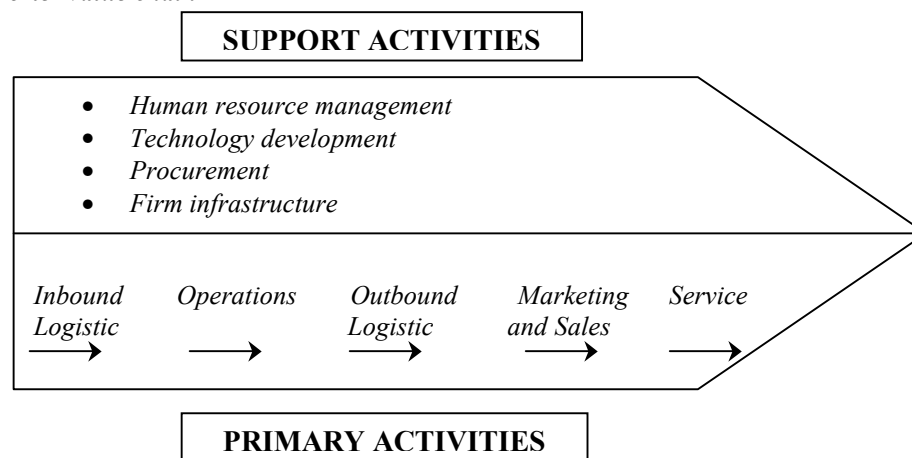 SUPPORT ACTIVITIES
• Human resource management
• Technology development
• Procurement
• Firm infrastructure
Inbound Operations Outbound Marketing Service
Logistic Logistic and Sales
PRIMARY ACTIVITIES